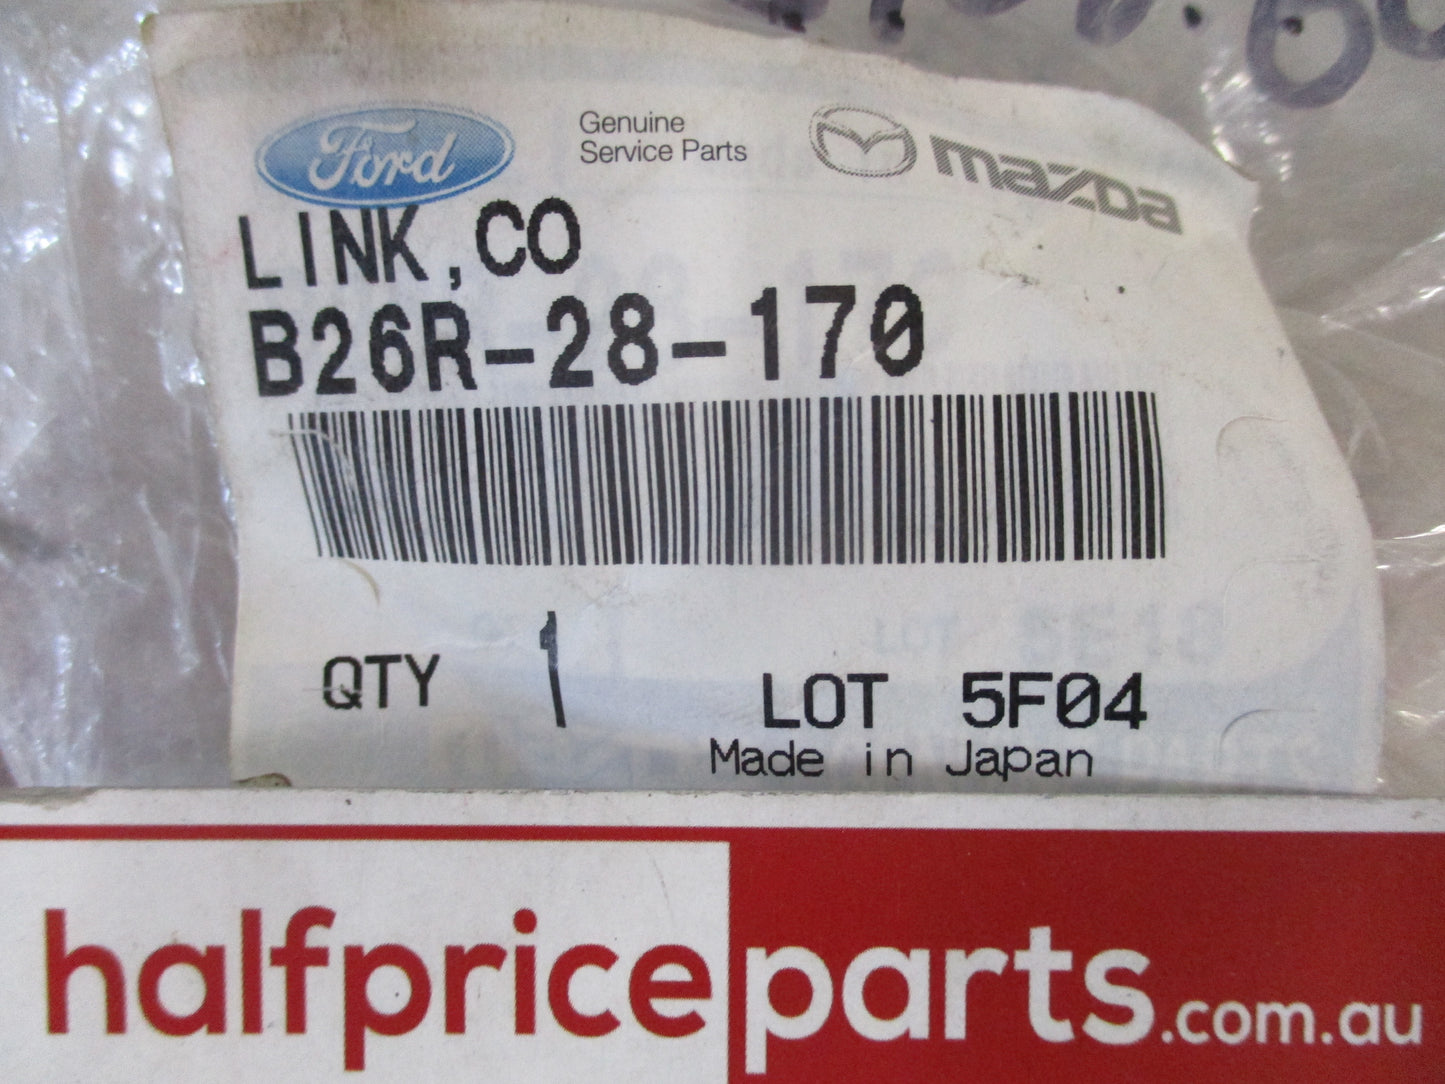 Ford
Genuine
Service Parts
mazda
LINK,CO
B26R-28-170
QTY 1
LOT 5F04
Made in Japan
halfpriceparts.com.au